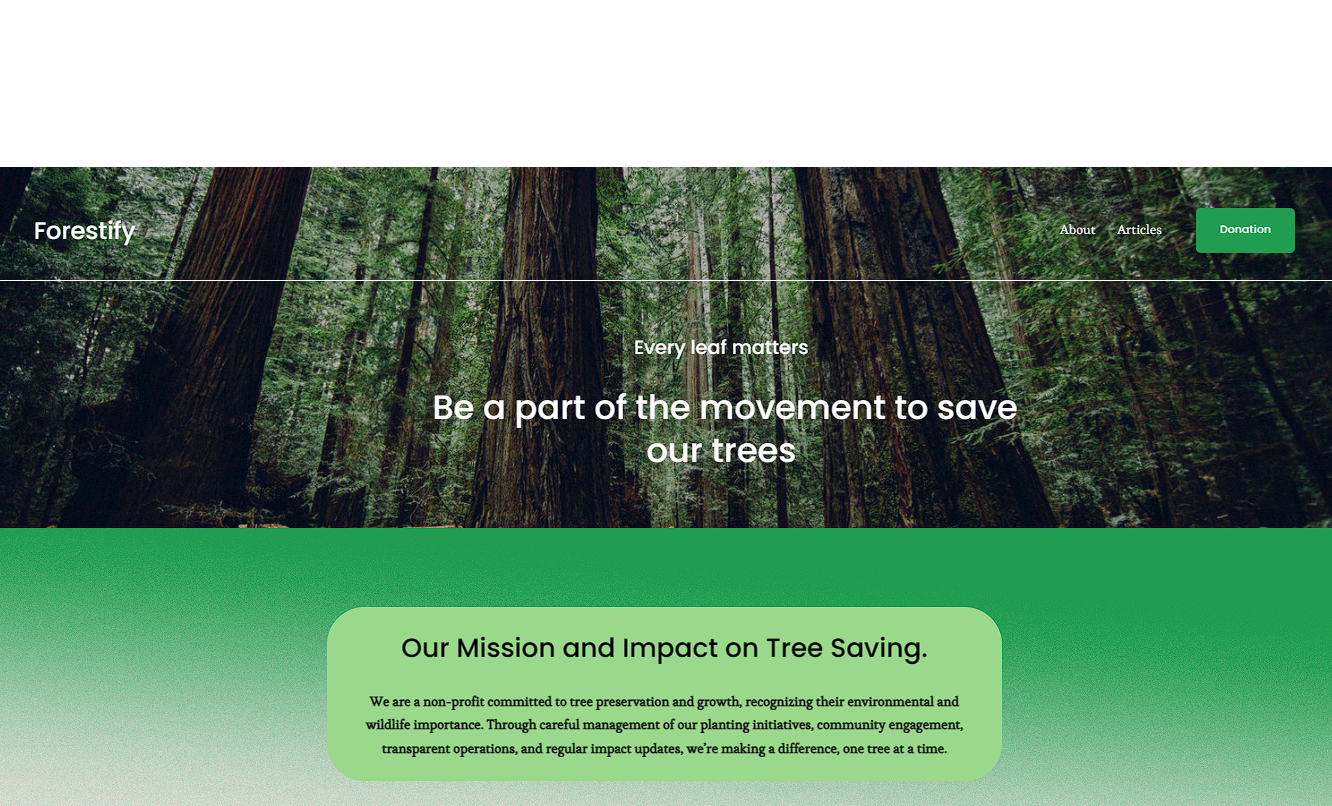 Forestify
About Articles Donation
Every leaf matters
Be a part of the movement to save
our trees
Our Mission and Impact on Tree Saving.
We are a non-profit committed to tree preservation and growth, recognizing their environmental and
wildlife importance. Through careful management of our planting initiatives, community engagement,
transparent operations, and regular impact updates, we're making a difference, one tree at a time.